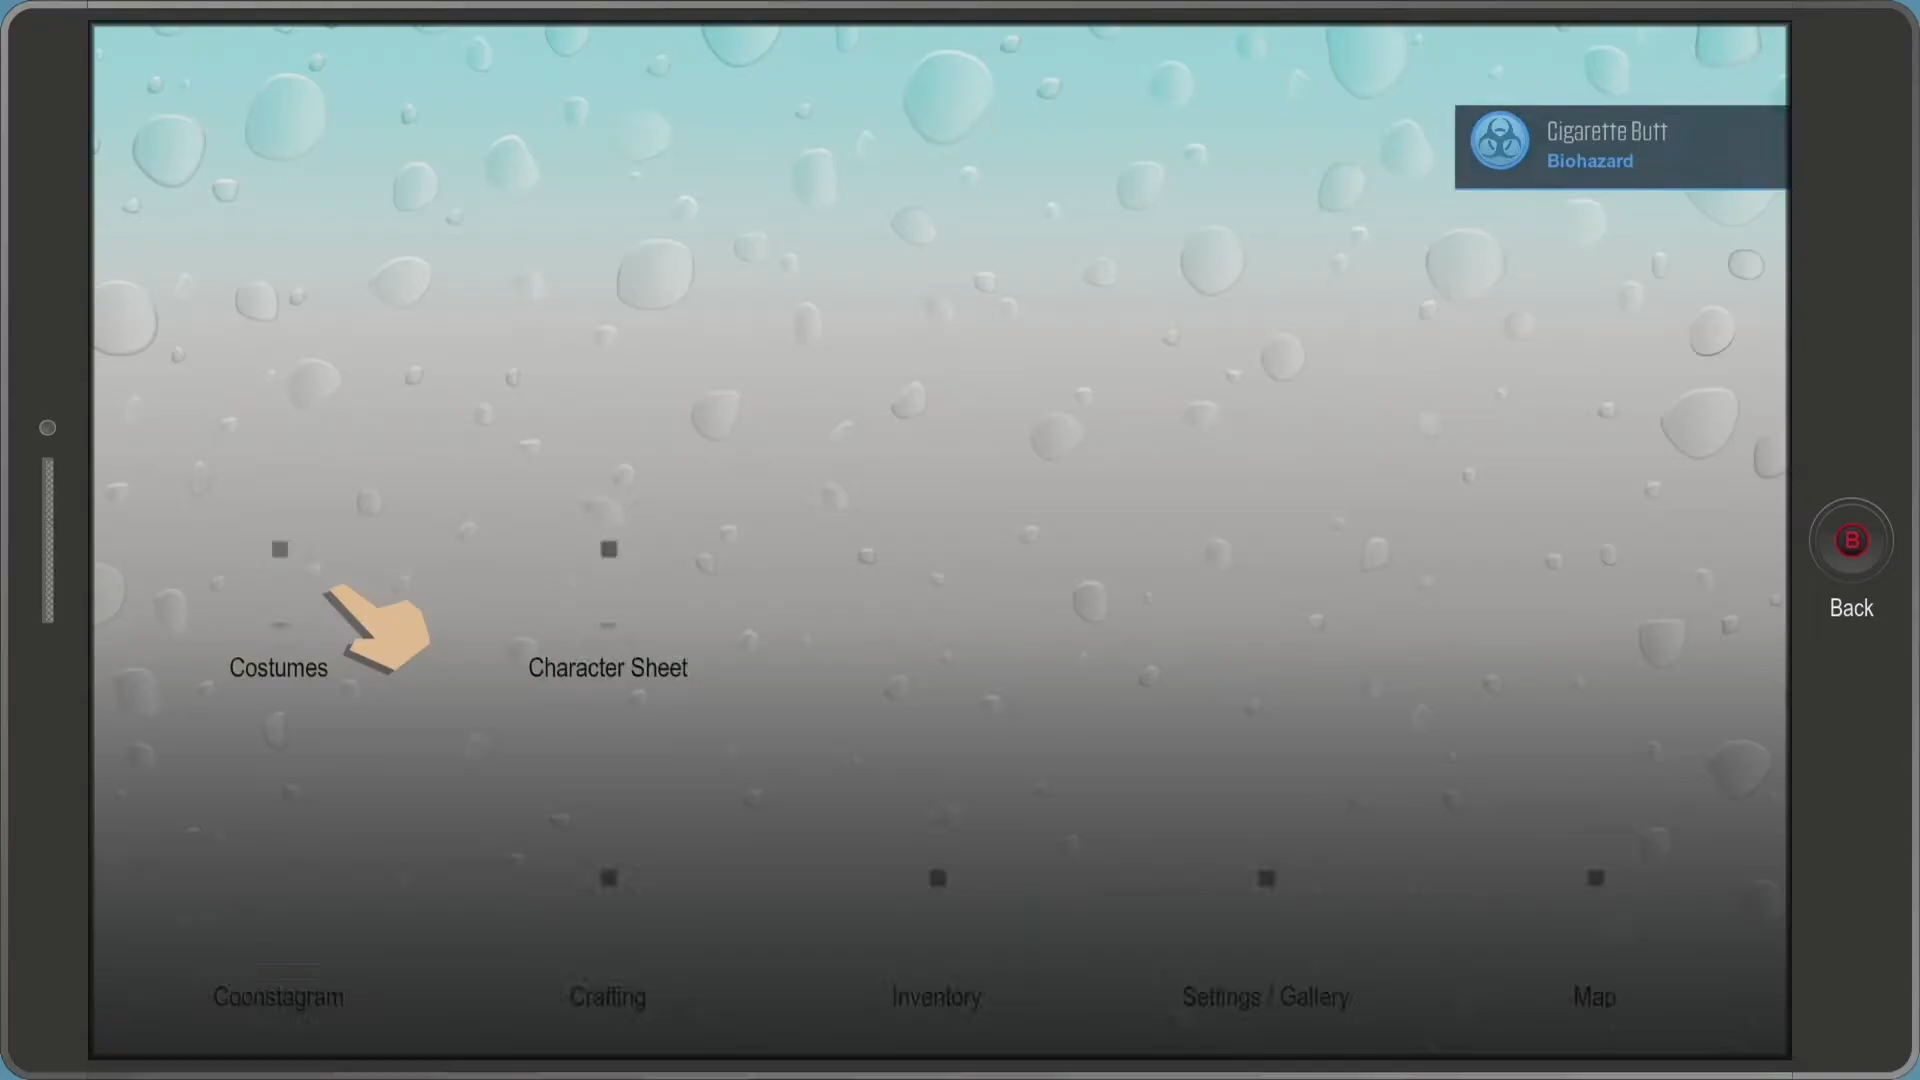 Cigarette Butt
Biohazard
B
Back
Costumes
Character Sheet
Coonstagram
Crafting
Inventory
Settings / Gallery
Map